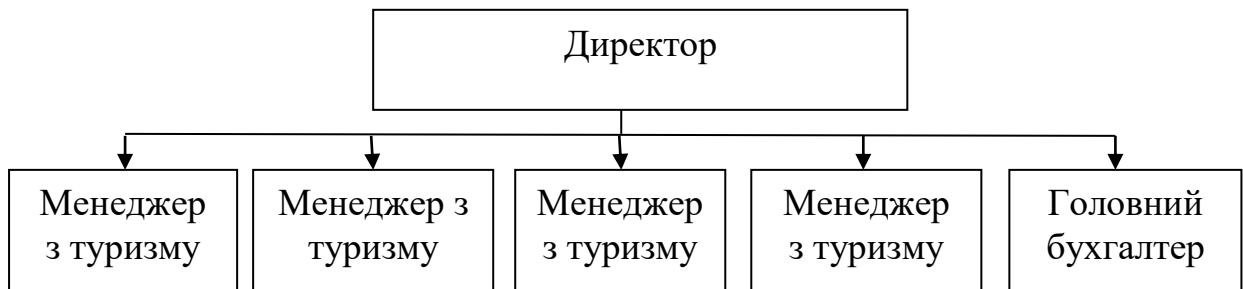 Директор
Менеджер
з туризму
Менеджер з
туризму
Менеджер
з туризму
Менеджер
з туризму
Головний
бухгалтер